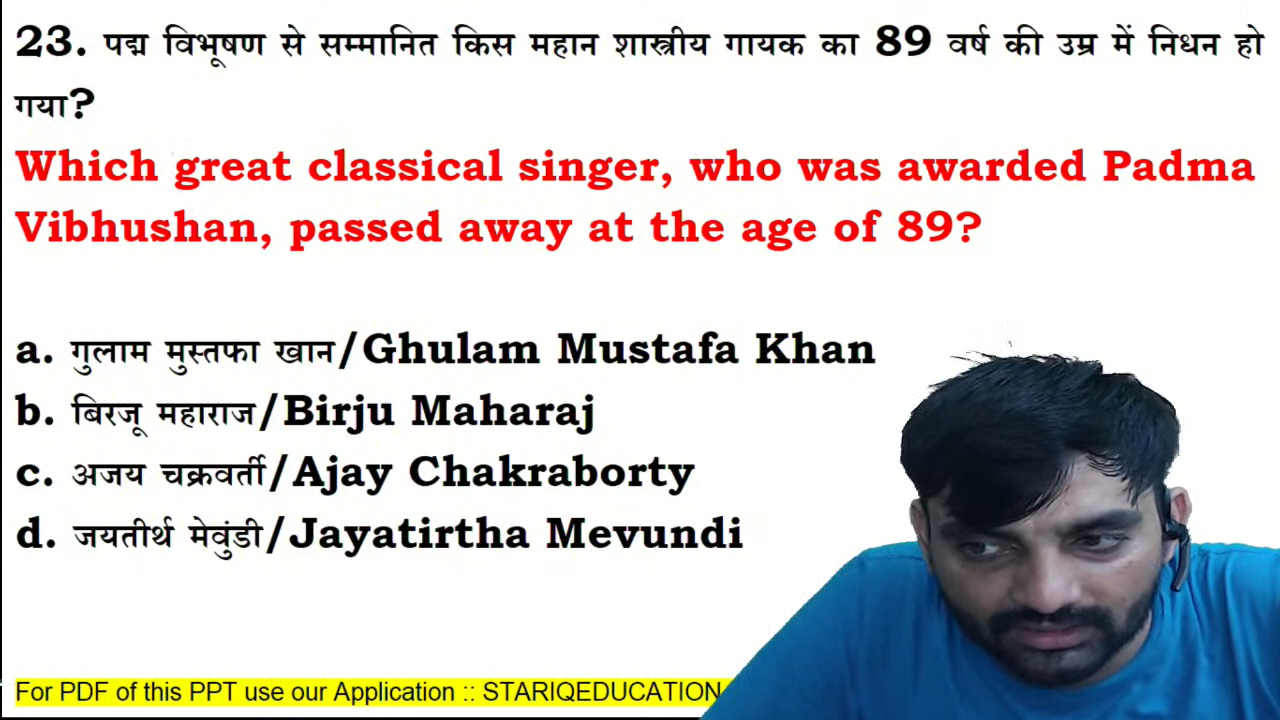 23. पद्म विभूषण से सम्मानित किस महान शास्त्रीय गायक का 89 वर्ष की उम्र में निधन हो
गया?
Which great classical singer, who was awarded Padma
Vibhushan, passed away at the age of 89?
a. गुलाम मुस्तफा खान/Ghulam Mustafa Khan
b. बिरजू महाराज/Birju Maharaj
c. अजय चक्रवर्ती/Ajay Chakraborty
d. जयतीर्थ मेवुंडी/Jayatirtha Mevundi
For PDF of this PPT use our Application :: STARIQEDUCATION